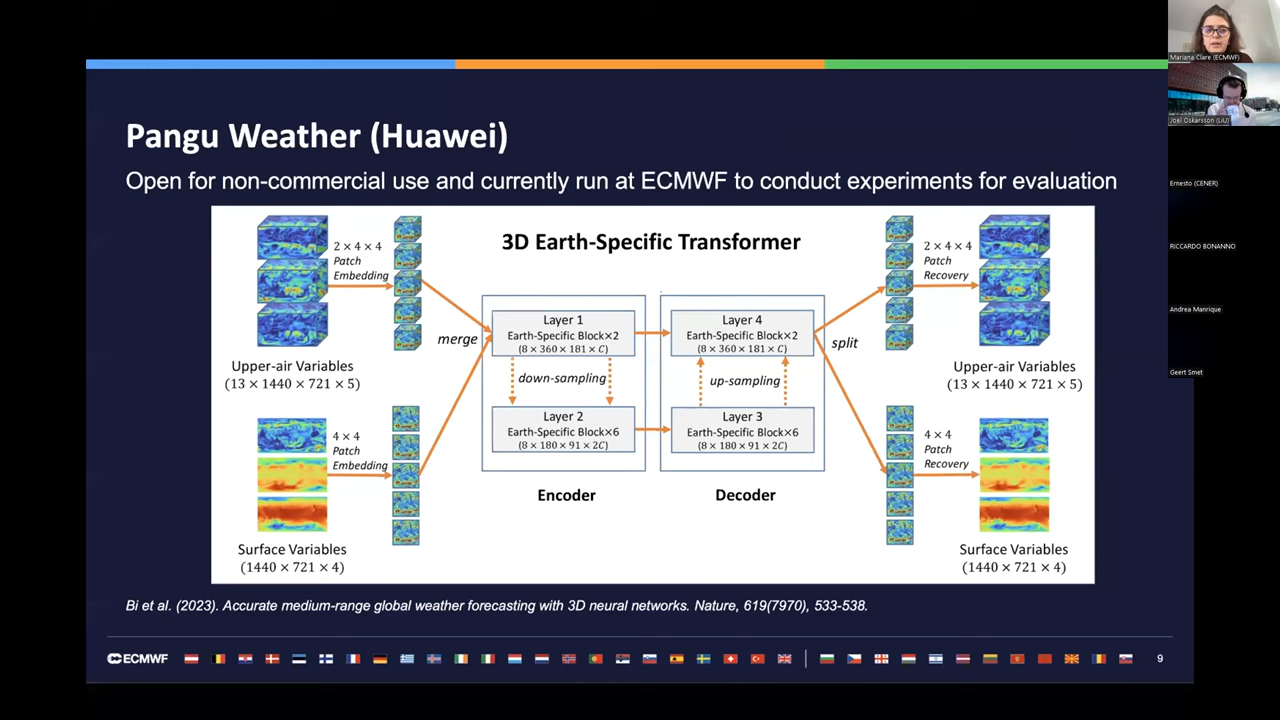 Pangu Weather (Huawei)
Open for non-commercial use and currently run at ECMWF to conduct experiments for evaluation
3D Earth-Specific Transformer
2 × 4 × 4
Patch
Embedding
Upper-air Variables
(13 × 1440 × 721 × 5)
4 × 4
Patch
Embedding
Surface Variables
(1440 × 721 × 4)
merge
Layer 1
Earth-Specific Block×2
(8 × 360 × 181 × C)
down-sampling
Layer 2
Earth-Specific Block×6
(8 × 180 × 91 × 2C)
Encoder
Layer 4
Earth-Specific Block×2
(8 × 360 × 181 × C)
up-sampling
Layer 3
Earth-Specific Block×6
(8 × 180 × 91 × 2C)
Decoder
split
2 × 4 × 4
Patch
Recovery
Upper-air Variables
(13 × 1440 × 721 × 5)
4 × 4
Patch
Recovery
Surface Variables
(1440 × 721 × 4)
Bi et al. (2023). Accurate medium-range global weather forecasting with 3D neural networks. Nature, 619(7970), 533-538.
ECMWF
9
Mariana Clare (ECMWF)
Joel Oskarsson (LiU)
Ernesto (CENER)
RICCARDO BONANNO
Andrea Manrique
Geert Smet